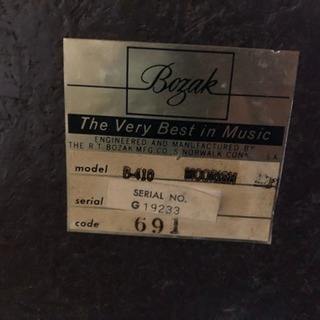 Bozak
The Very Best in Music
ENGINEERED AND MANUFACTURED BY
THE R.T. BOZAK MFG. CO., S. NORWALK CONN.
model B-410 MOORISH
SERIAL NO.
serial G 19233
code 691